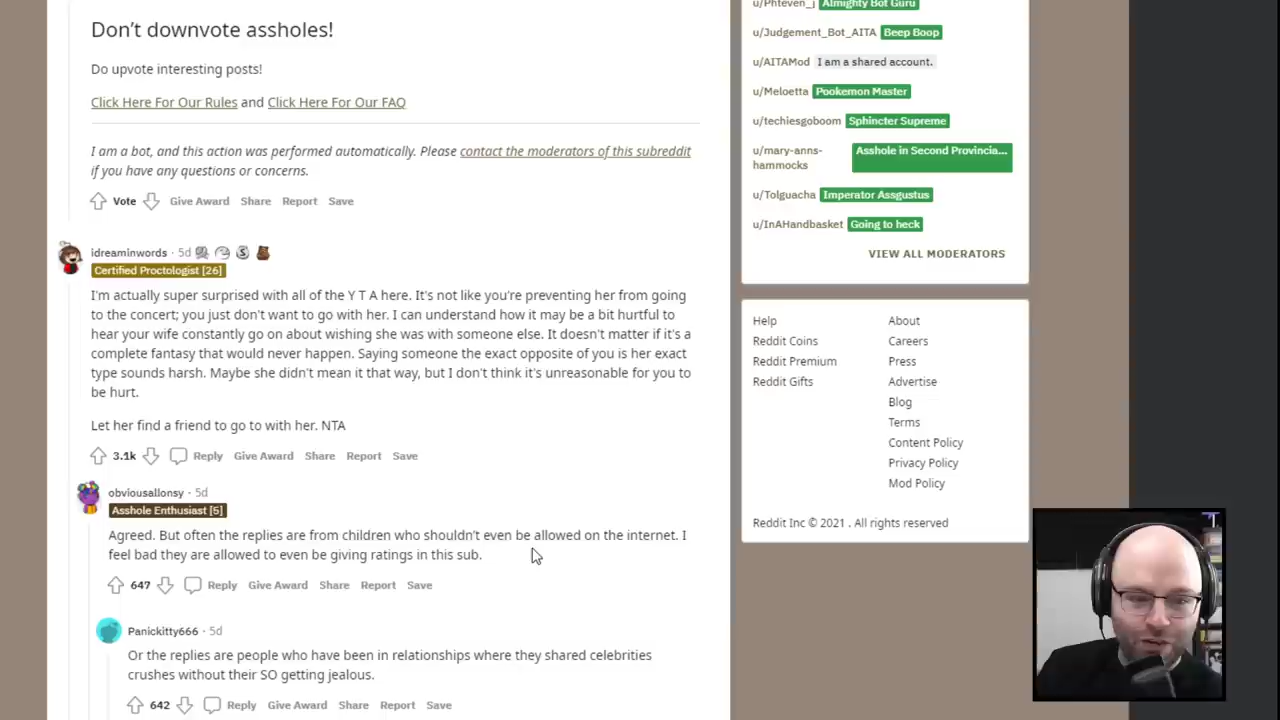 Don't downvote assholes!
Do upvote interesting posts!
Click Here For Our Rules and Click Here For Our FAQ
I am a bot, and this action was performed automatically. Please contact the moderators of this subreddit
if you have any questions or concerns.
Vote Give Award Share Report Save
idreaminwords · 5d
Certified Proctologist [26]
I'm actually super surprised with all of the Y T A here. It's not like you're preventing her from going
to the concert; you just don't want to go with her. I can understand how it may be a bit hurtful to
hear your wife constantly go on about wishing she was with someone else. It doesn't matter if it's a
complete fantasy that would never happen. Saying someone the exact opposite of you is her exact
type sounds harsh. Maybe she didn't mean it that way, but I don't think it's unreasonable for you to
be hurt.
Let her find a friend to go to with her. NTA
3.1k Reply Give Award Share Report Save
obviousallonsy · 5d
Asshole Enthusiast [5]
Agreed. But often the replies are from children who shouldn't even be allowed on the internet. I
feel bad they are allowed to even be giving ratings in this sub.
647 Reply Give Award Share Report Save
Panickitty666 · 5d
Or the replies are people who have been in relationships where they shared celebrities
crushes without their SO getting jealous.
642 Reply Give Award Share Report Save
u/Phteven_j Almighty Bot Guru
u/Judgement_Bot_AITA Beep Boop
u/AITAMod I am a shared account.
u/Meloetta Pookemon Master
u/techiesgoboom Sphincter Supreme
u/mary-anns-
hammocks Asshole in Second Provincia...
u/Tolguacha Imperator Assgustus
u/InAHandbasket Going to heck
VIEW ALL MODERATORS
Help About
Reddit Coins Careers
Reddit Premium Press
Reddit Gifts Advertise
Blog
Terms
Content Policy
Privacy Policy
Mod Policy
Reddit Inc © 2021 . All rights reserved